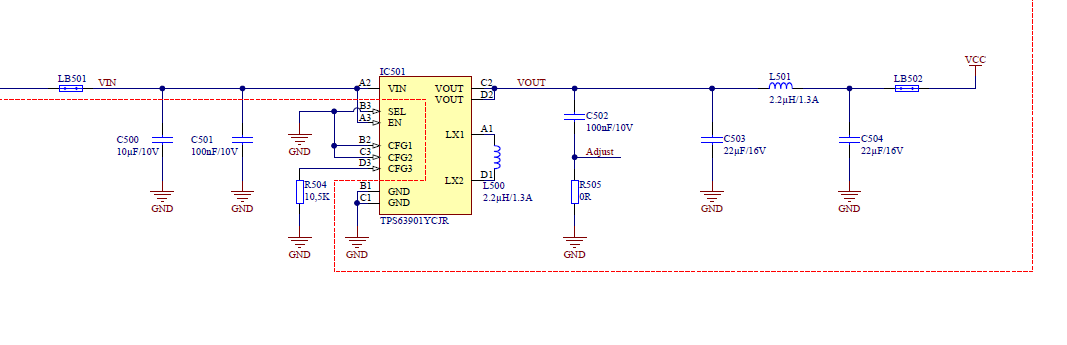 VCC
IC501
LB501
VIN
A2
VIN
VOUT
C2
VOUT
L501
LB502
VOUT
D2
2.2µH/1.3A
B3
SEL
A3
EN
C502
100nF/10V
LX1
A1
C500
10µF/10V
C501
100nF/10V
GND
B2
CFG1
C3
CFG2
D3
CFG3
Adjust
C503
22µF/16V
C504
22µF/16V
LX2
D1
L500
2.2µH/1.3A
R504
10,5K
B1
GND
C1
GND
R505
0R
GND
GND
TPS63901YCJR
GND
GND
GND
GND
GND